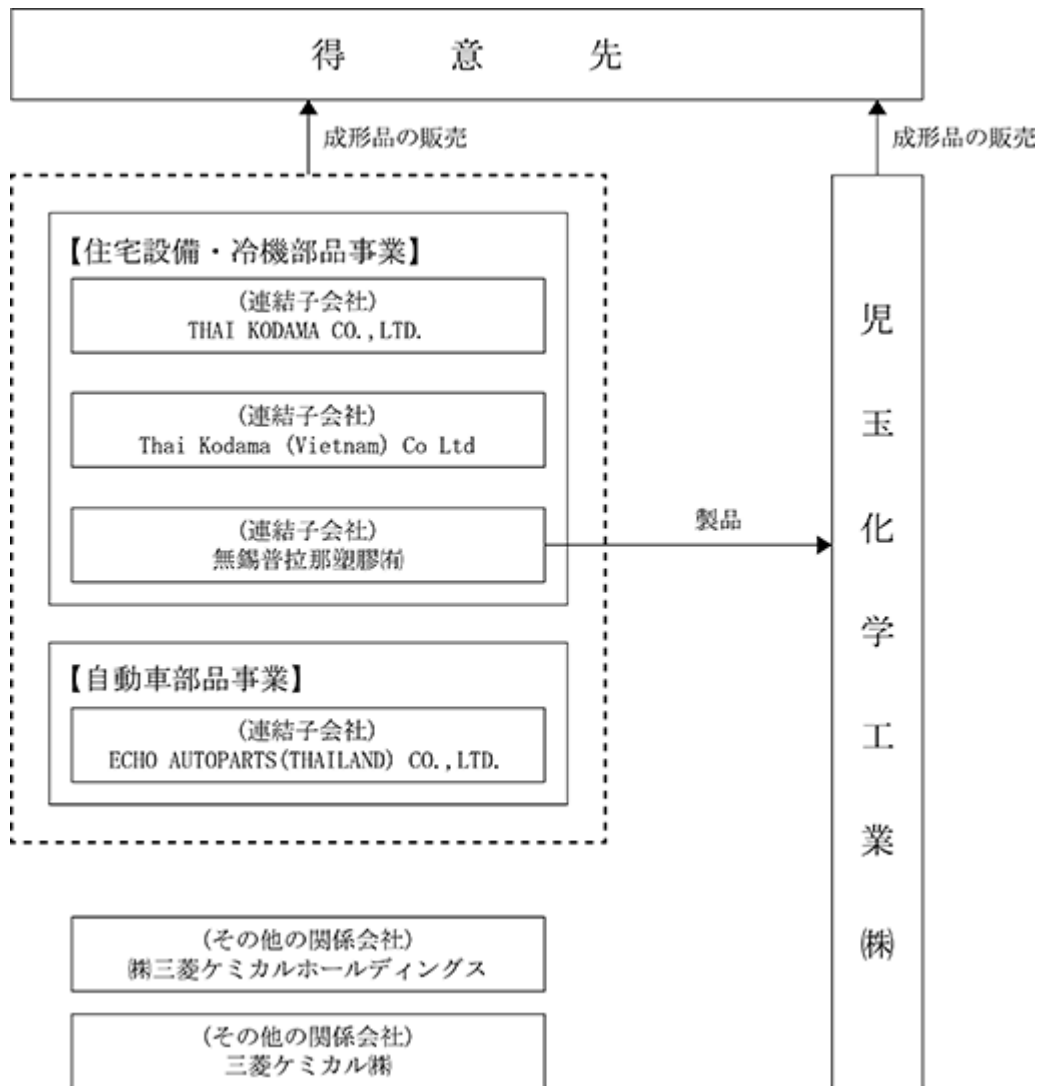 得意先
成形品の販売
成形品の販売
【住宅設備・冷機部品事業】
(連結子会社)
THAI KODAMA CO.,LTD.
(連結子会社)
Thai Kodama (Vietnam) Co Ltd
(連結子会社)
無錫普拉那塑膠㈲
製品
【自動車部品事業】
(連結子会社)
ECHO AUTOPARTS(THAILAND) CO.,LTD.
児玉化学工業㈱
(その他の関係会社)
㈱三菱ケミカルホールディングス
(その他の関係会社)
三菱ケミカル㈱